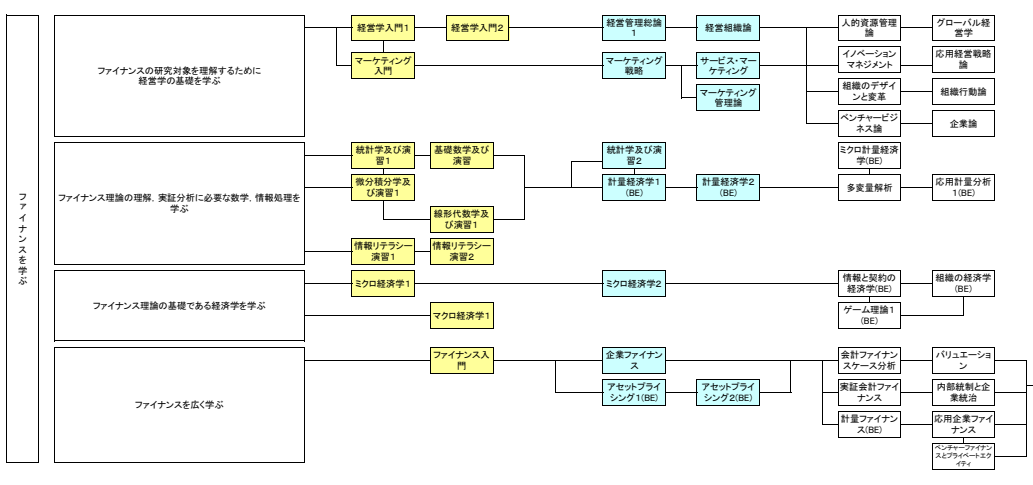 ファイナンスを学ぶ
ファイナンスの研究対象を理解するために
経営学の基礎を学ぶ
経営学入門1
経営学入門2
経営管理総論
1
経営組織論
人的資源管理
論
グローバル経
営学
マーケティング
入門
マーケティング
戦略
サービス・マー
ケティング
イノベーション
マネジメント
応用経営戦略
論
マーケティング
管理論
組織のデザイ
ンと変革
組織行動論
ベンチャービジ
ネス論
企業論
ファイナンス理論の理解，実証分析に必要な数学，情報処理を
学ぶ
統計学及び演
習1
基礎数学及び
演習
統計学及び演
習2
ミクロ計量経済
学(BE)
微分積分学及
び演習1
計量経済学1
(BE)
計量経済学2
(BE)
多変量解析
応用計量分析
1(BE)
線形代数学及
び演習1
情報リテラシー
演習1
情報リテラシー
演習2
ファイナンス理論の基礎である経済学を学ぶ
ミクロ経済学1
ミクロ経済学2
情報と契約の
経済学(BE)
組織の経済学
(BE)
マクロ経済学1
ゲーム理論1
(BE)
ファイナンスを広く学ぶ
ファイナンス入
門
企業ファイナン
ス
会計ファイナン
スケース分析
バリュエーショ
ン
アセットプライ
シング1(BE)
アセットプライ
シング2(BE)
実証会計ファイ
ナンス
内部統制と企
業統治
計量ファイナン
ス(BE)
応用企業ファイ
ナンス
ベンチャーファイナン
スとプライベートエク
イティ